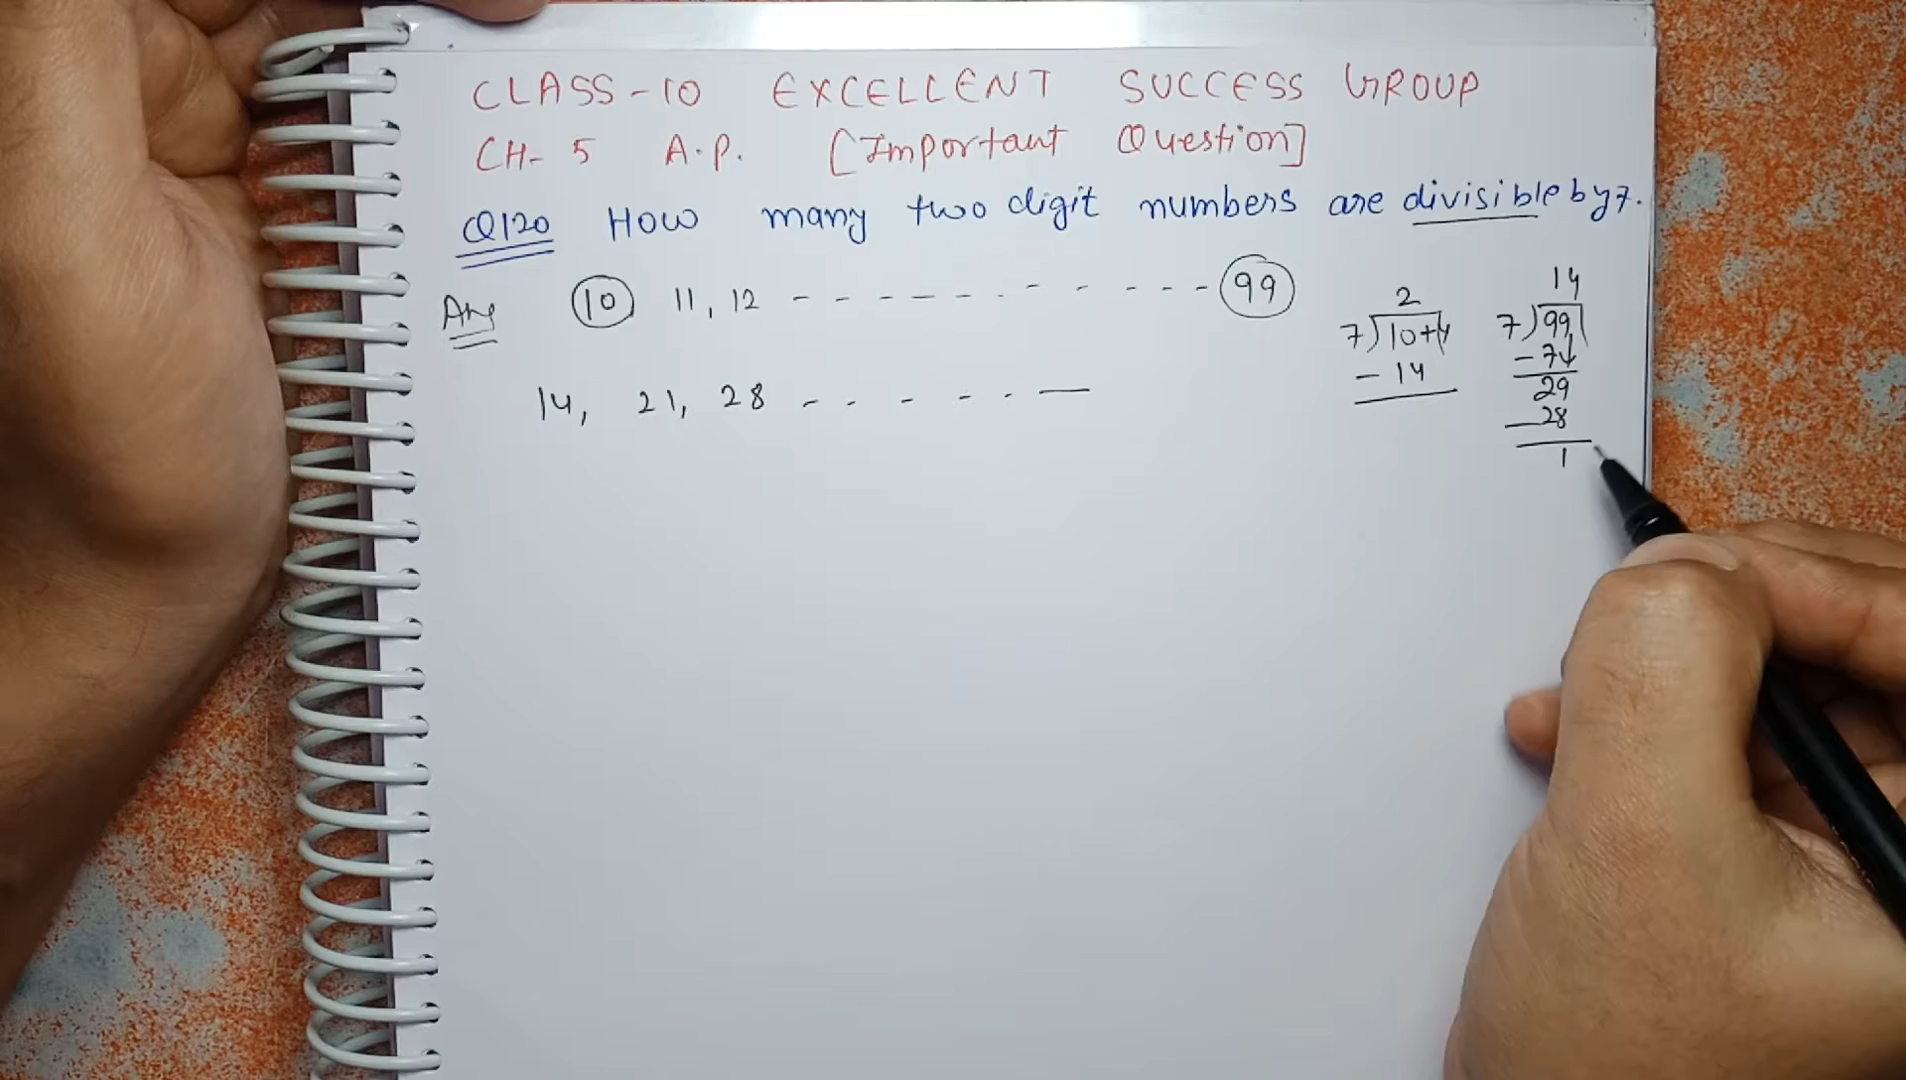 CLASS-10 EXCELLENT SUCCESS GROUP
CH-5 A.P. [Important Question]
Q120 How many two digit numbers are divisible by 7.
Ans 10 11, 12 - - - - - - - - - - - 99
14, 21, 28 - - - - - —
2
7)10+4
- 14
14
7)99
- 7↓
29
- 28
1